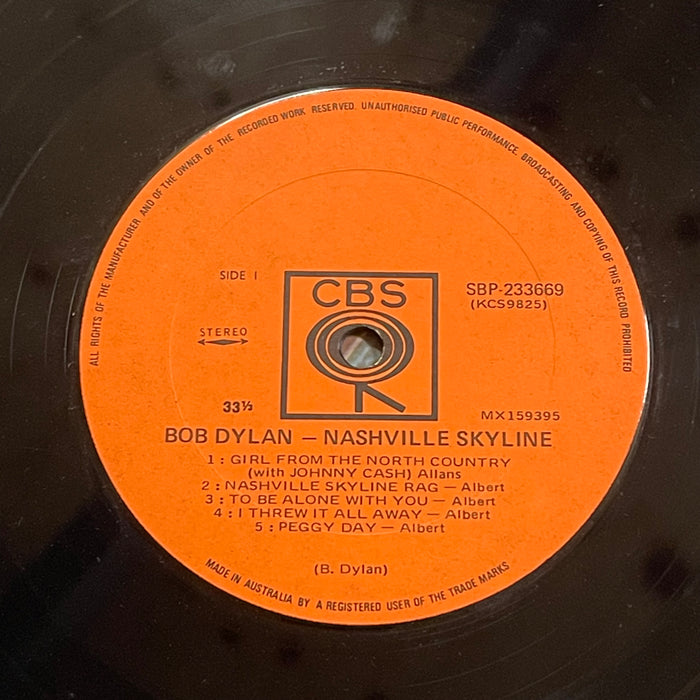 ALL RIGHTS OF THE MANUFACTURER AND OF THE OWNER OF THE RECORDED WORK RESERVED. UNAUTHORISED PUBLIC PERFORMANCE. BROADCASTING AND COPYING OF THIS RECORD PROHIBITED
SIDE I
CBS
SBP-233669
(KCS9825)
STEREO
33⅓
MX159395
BOB DYLAN — NASHVILLE SKYLINE
1 : GIRL FROM THE NORTH COUNTRY
(with JOHNNY CASH) Allans
2 : NASHVILLE SKYLINE RAG — Albert
3 : TO BE ALONE WITH YOU — Albert
4 : I THREW IT ALL AWAY — Albert
5 : PEGGY DAY — Albert
(B. Dylan)
MADE IN AUSTRALIA BY A REGISTERED USER OF THE TRADE MARKS